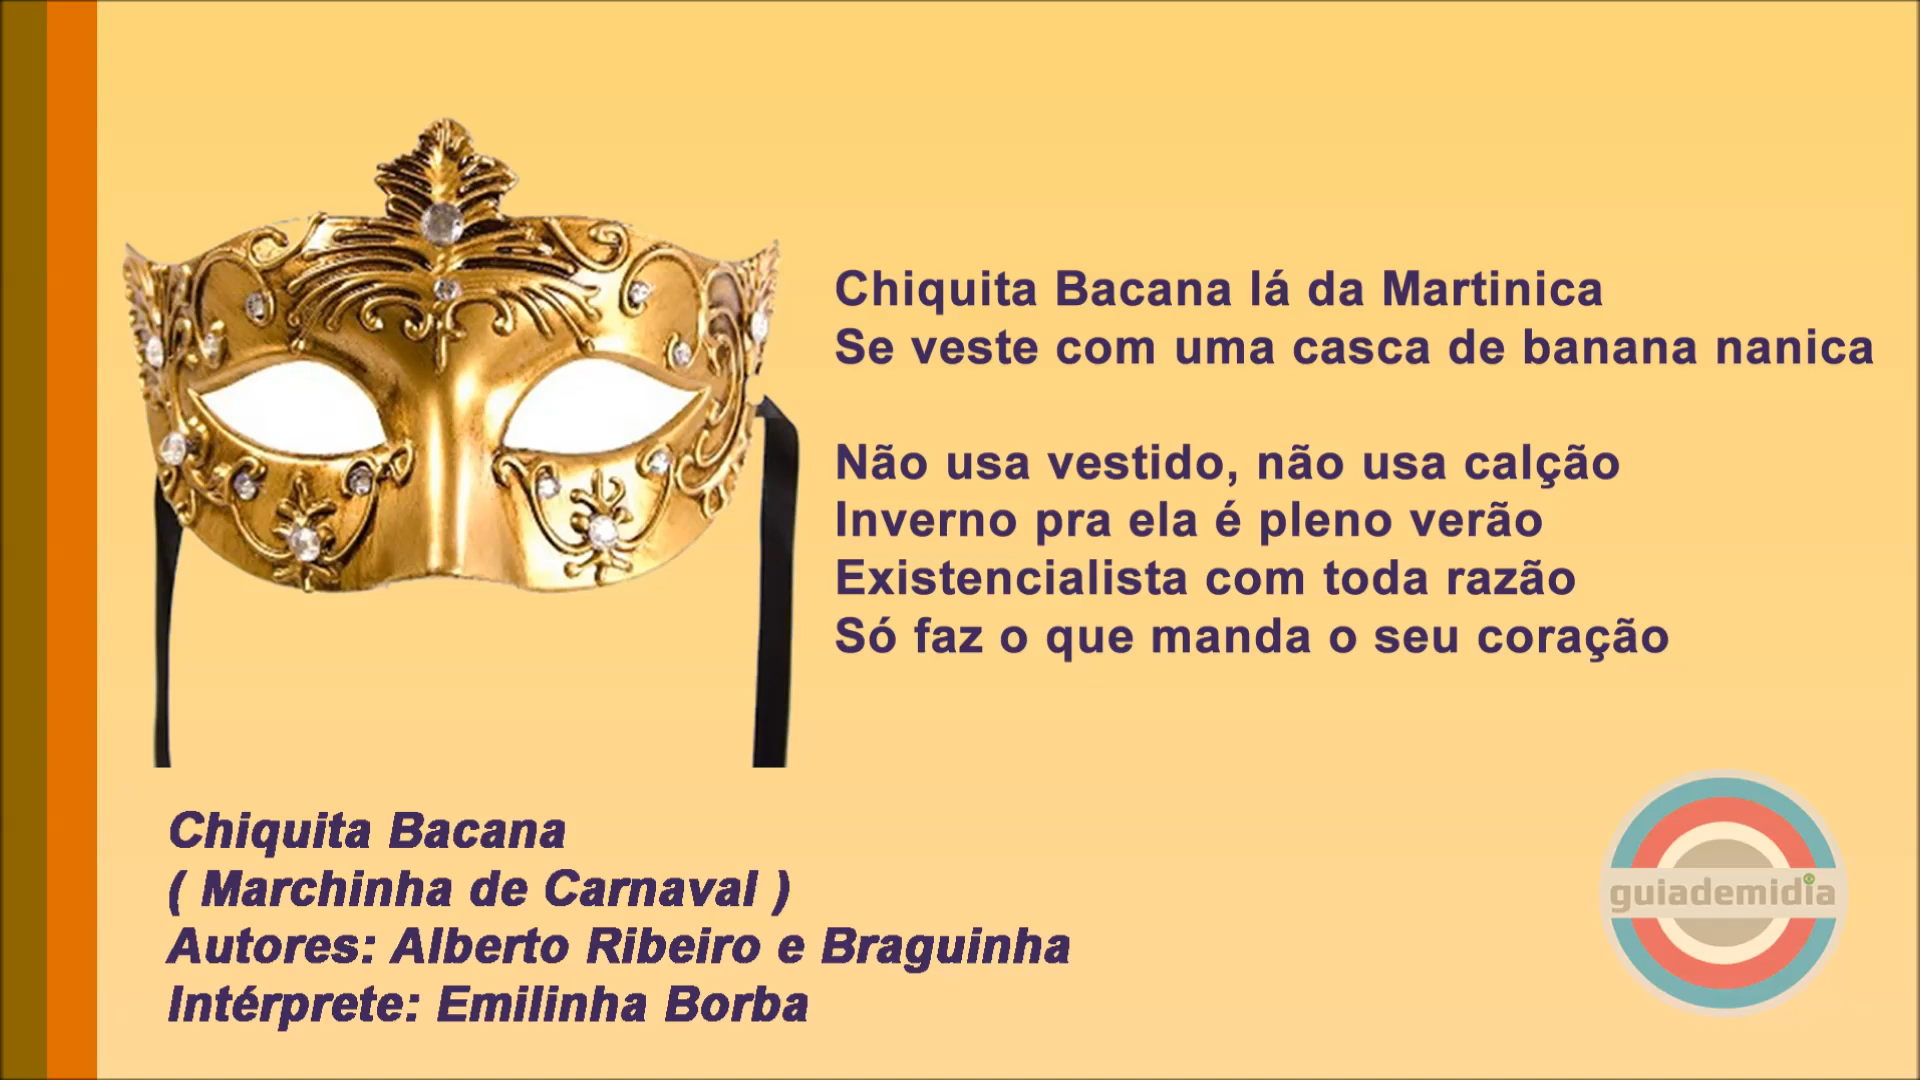 Chiquita Bacana lá da Martinica
Se veste com uma casca de banana nanica
Não usa vestido, não usa calção
Inverno pra ela é pleno verão
Existencialista com toda razão
Só faz o que manda o seu coração
Chiquita Bacana
( Marchinha de Carnaval )
Autores: Alberto Ribeiro e Braguinha
Intérprete: Emilinha Borba
guiademidia